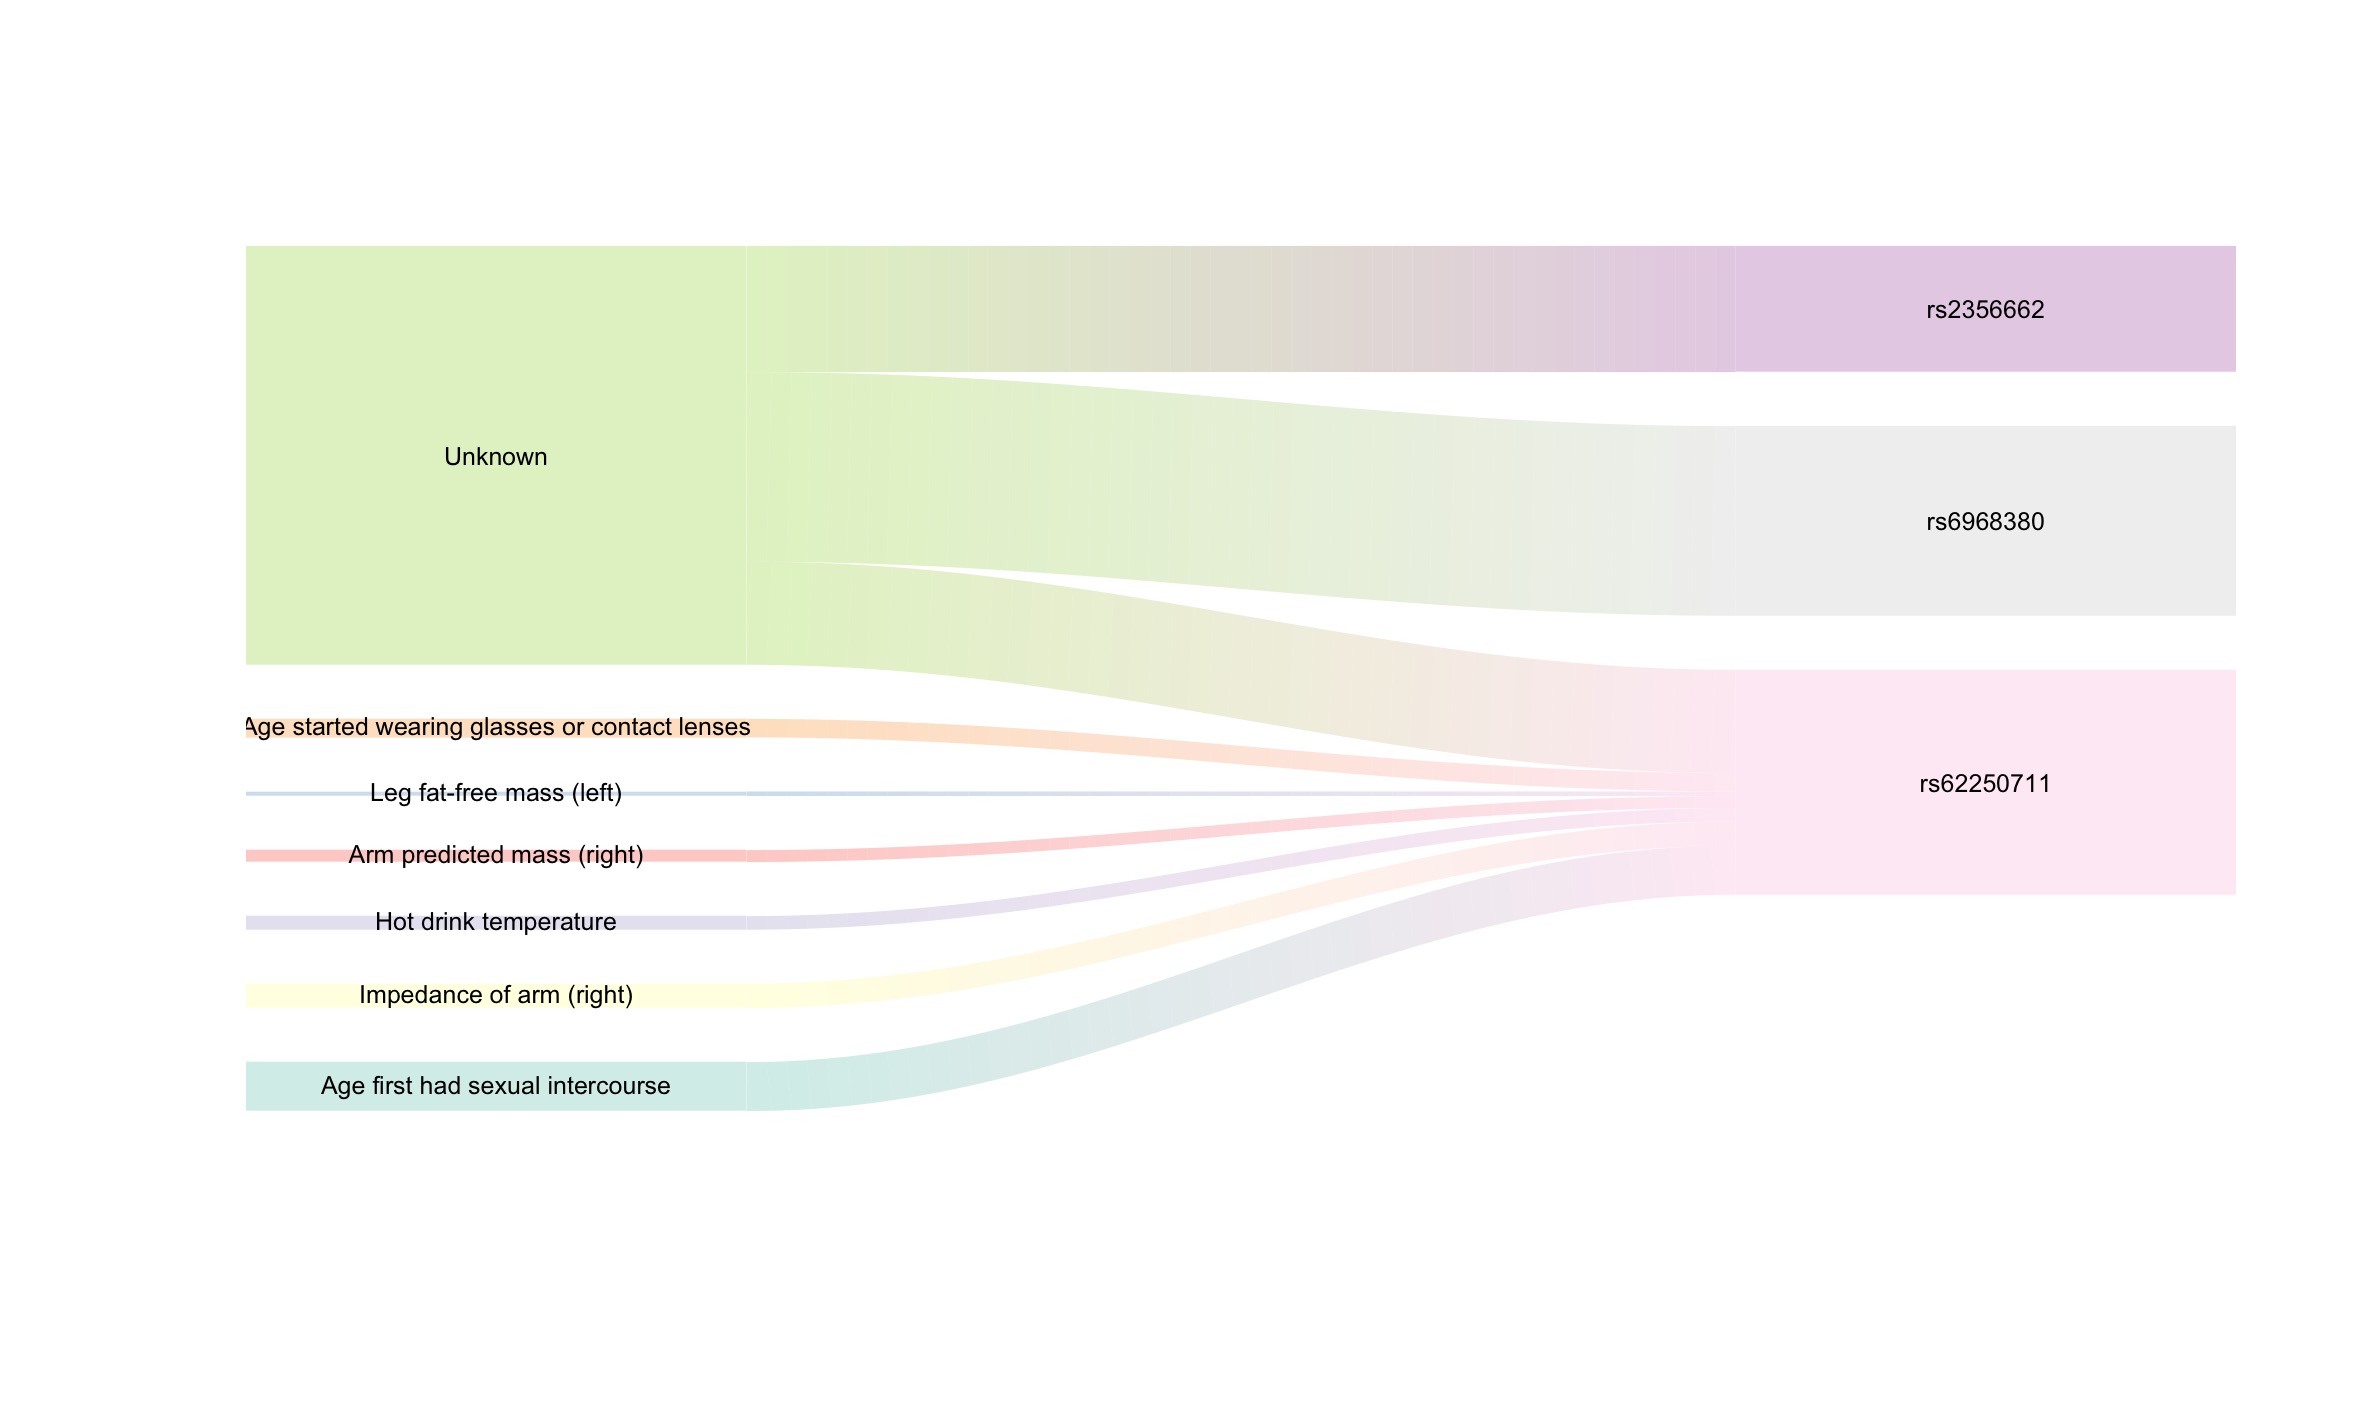 rs2356662
Unknown
rs6968380
Age started wearing glasses or contact lenses
rs62250711
Leg fat-free mass (left)
Arm predicted mass (right)
Hot drink temperature
Impedance of arm (right)
Age first had sexual intercourse